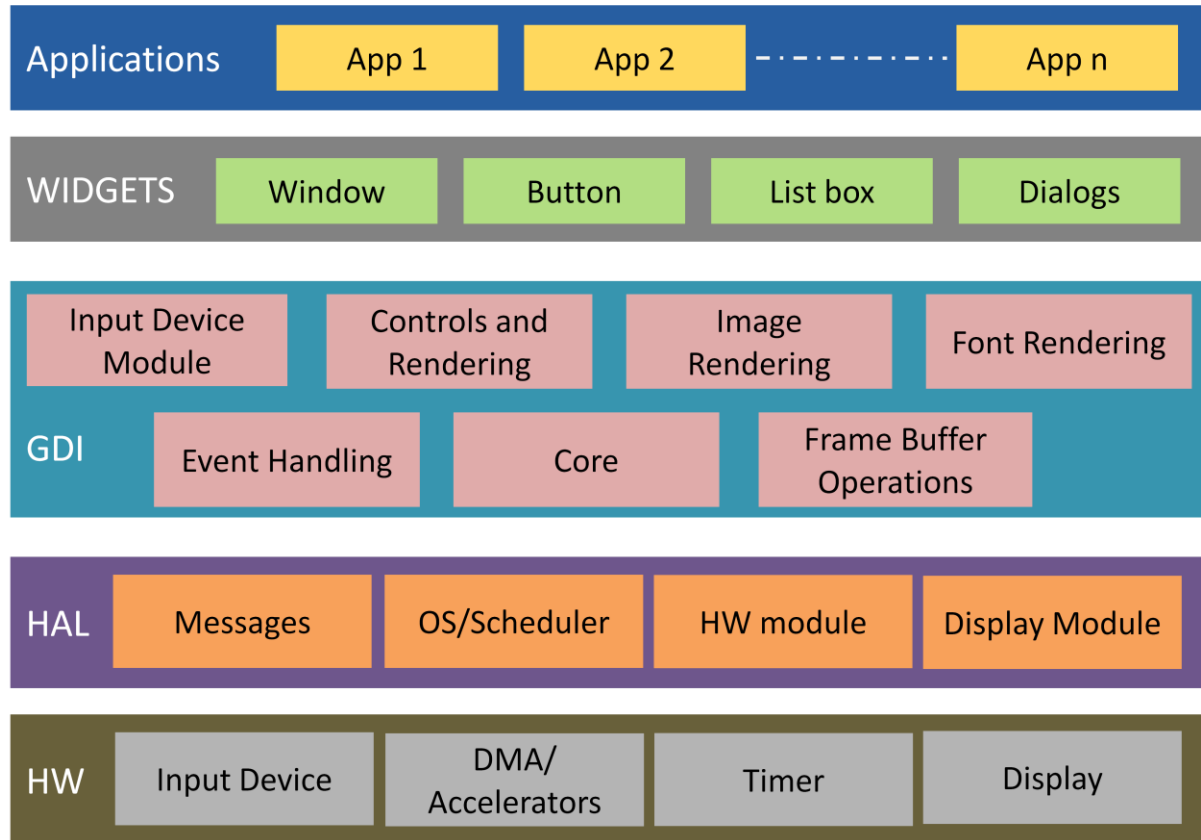 Applications
App 1
App 2
App n
WIDGETS
Window
Button
List box
Dialogs
Input Device
Module
Controls and
Rendering
Image
Rendering
Font Rendering
GDI
Event Handling
Core
Frame Buffer
Operations
HAL
Messages
OS/Scheduler
HW module
Display Module
HW
Input Device
DMA/
Accelerators
Timer
Display